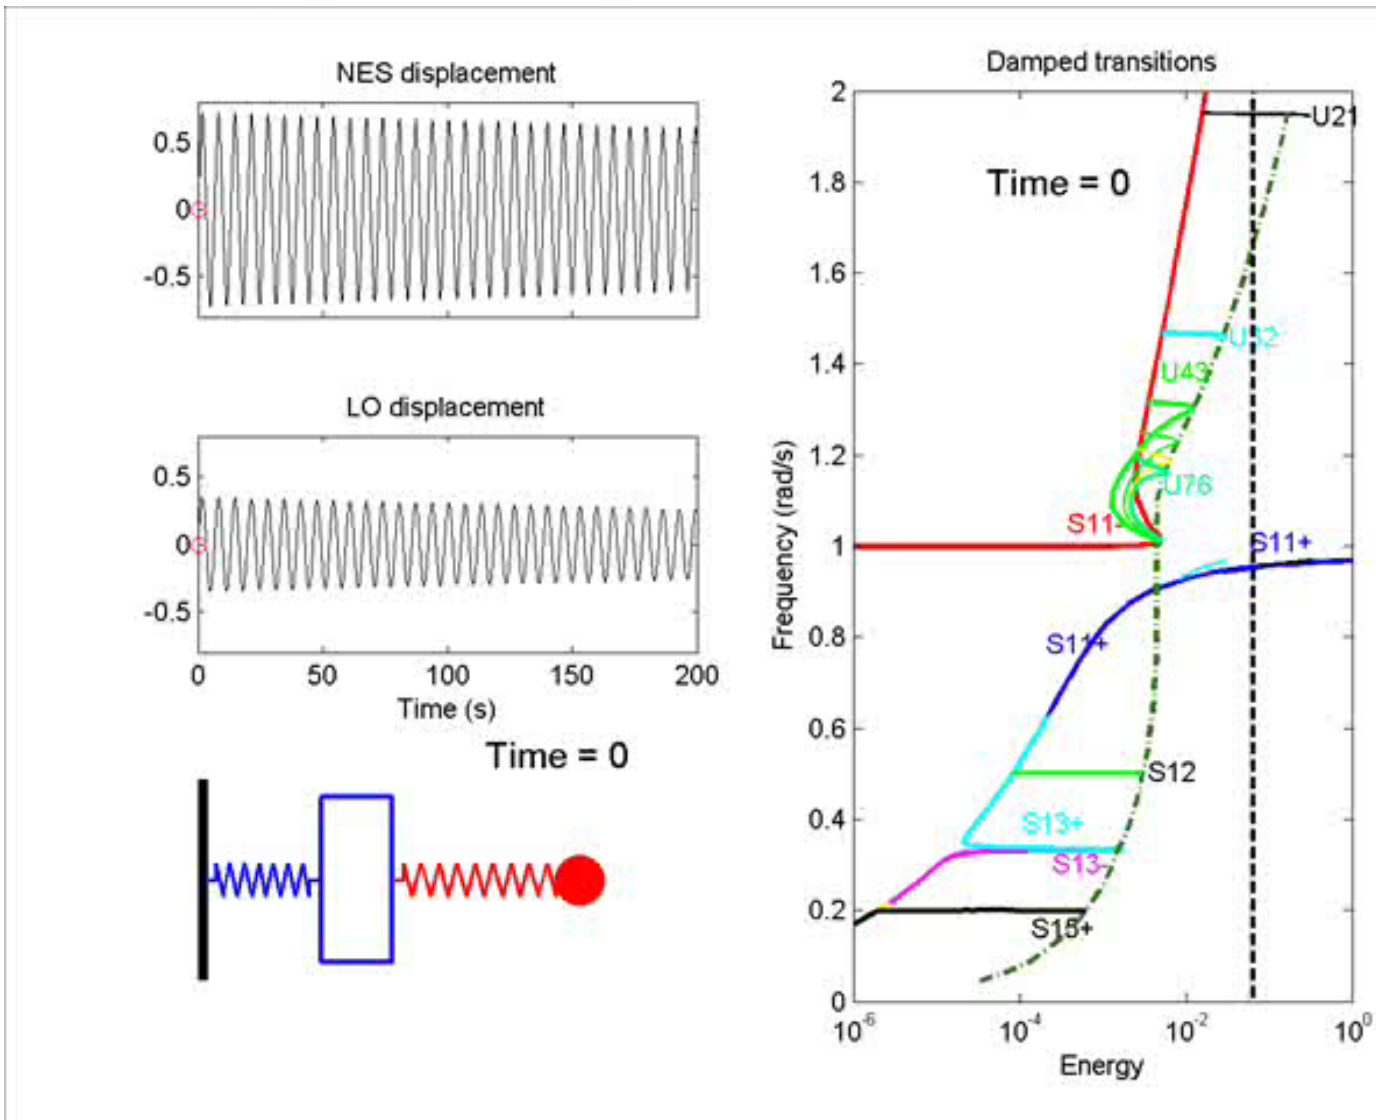 NES displacement
0.5
0
-0.5
LO displacement
0.5
0
-0.5
0 50 100 150 200
Time (s)
Time = 0
Damped transitions
2
1.8
1.6
1.4
1.2
1
0.8
0.6
0.4
0.2
0
Frequency (rad/s)
Time = 0
U21
U32
U43
U76
S11-
S11+
S11+
S12
S13+
S13-
S15+
10^-6 10^-4 10^-2 10^0
Energy